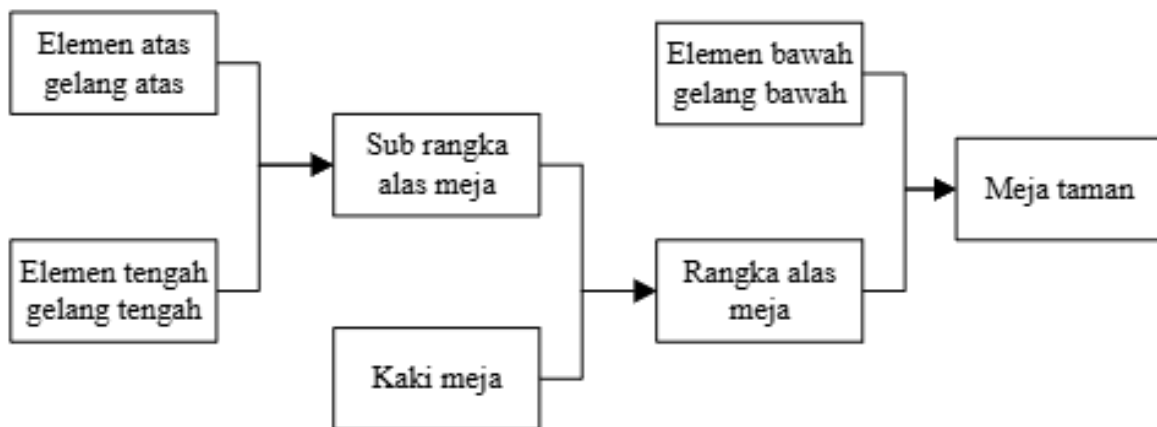 Elemen atas
gelang atas
Elemen tengah
gelang tengah
Sub rangka
alas meja
Kaki meja
Elemen bawah
gelang bawah
Rangka alas
meja
Meja taman